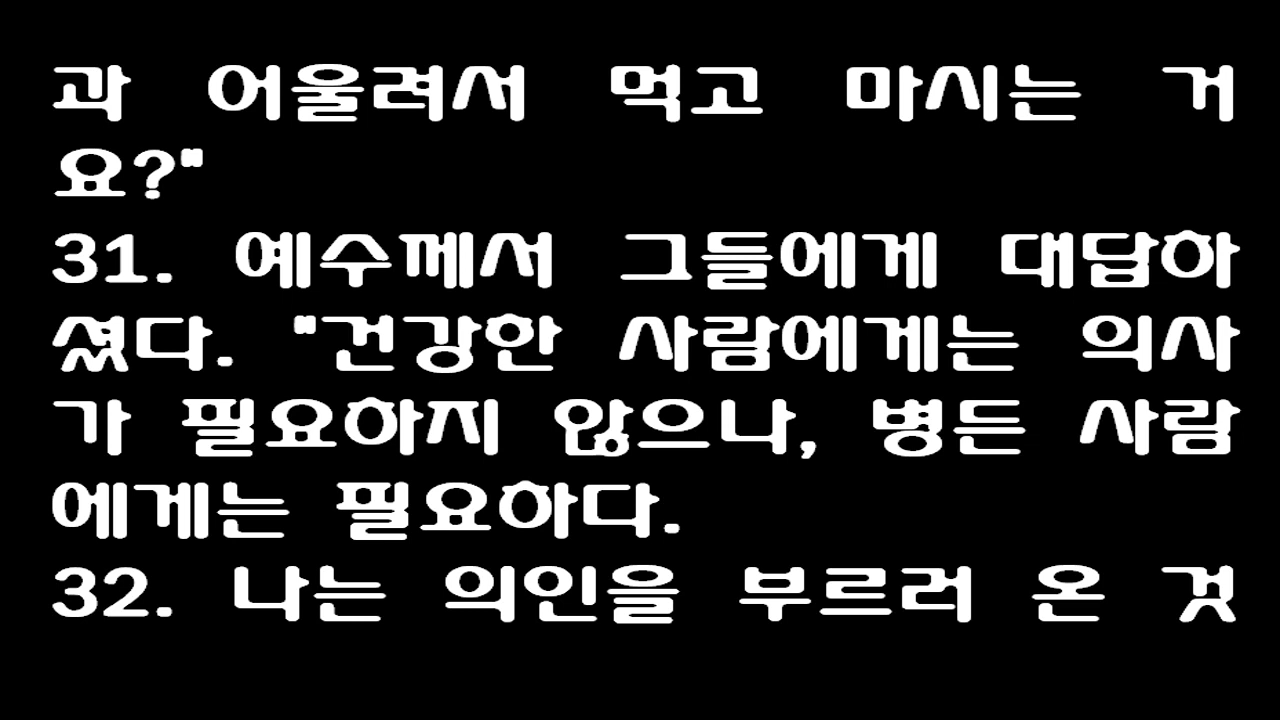 과 어울려서 먹고 마시는 거
요?"
31. 예수께서 그들에게 대답하
셨다. "건강한 사람에게는 의사
가 필요하지 않으나, 병든 사람
에게는 필요하다.
32. 나는 의인을 부르러 온 것